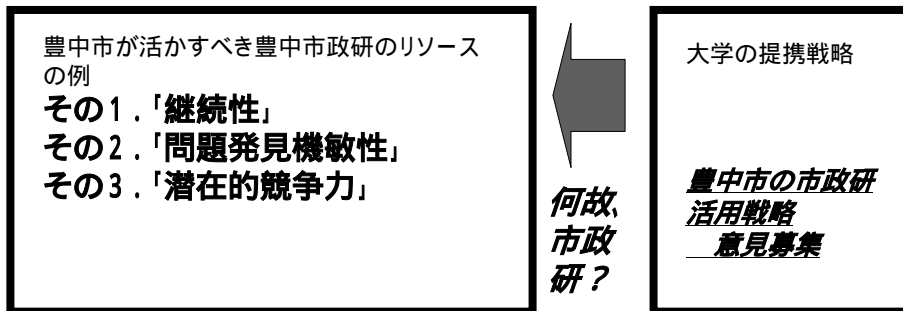 豊中市が活かすべき豊中市政研のリソース
の例
その1.「継続性」
その2.「問題発見機敏性」
その3.「潜在的競争力」
何故、
市政
研?
大学の提携戦略
豊中市の市政研
活用戦略
意見募集